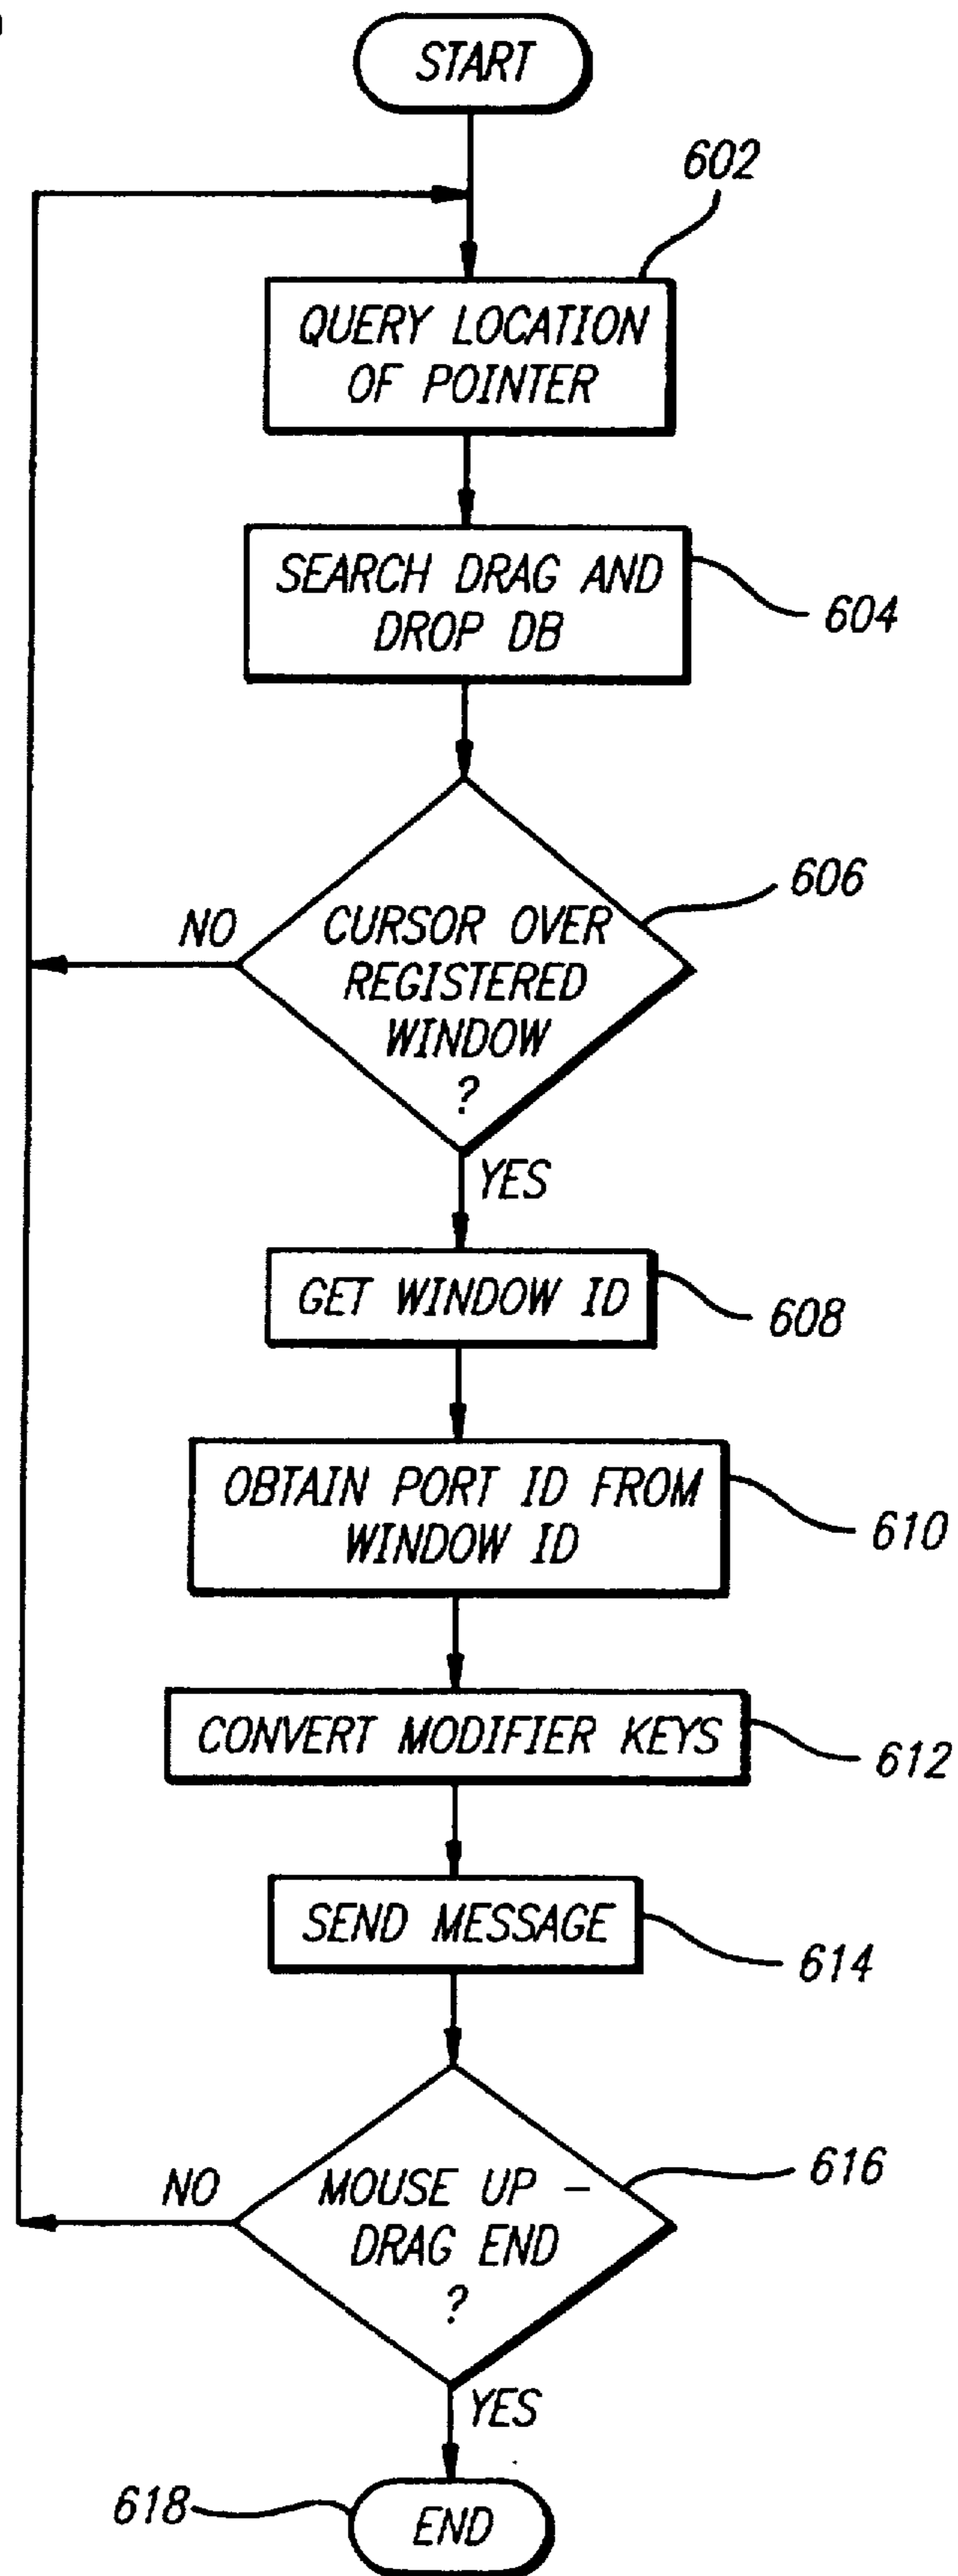 START
602
QUERY LOCATION
OF POINTER
SEARCH DRAG AND
DROP DB
604
606
NO
CURSOR OVER
REGISTERED
WINDOW
?
YES
GET WINDOW ID
608
OBTAIN PORT ID FROM
WINDOW ID
610
CONVERT MODIFIER KEYS
612
SEND MESSAGE
614
616
NO
MOUSE UP –
DRAG END
?
YES
618
END